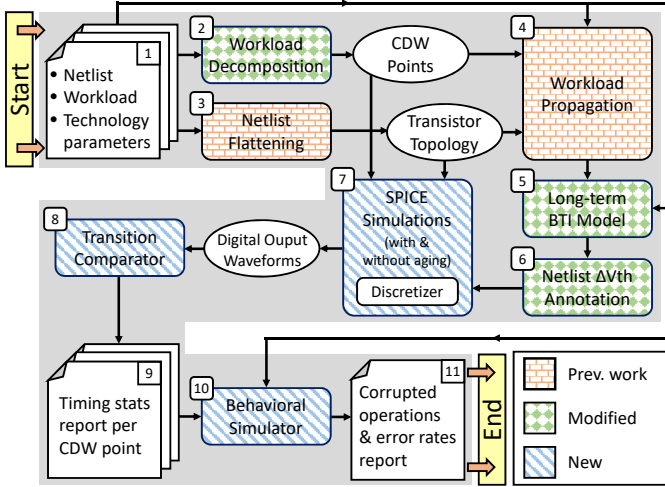 Start
1
• Netlist
• Workload
• Technology
parameters
2
Workload
Decomposition
CDW
Points
3
Netlist
Flattening
Transistor
Topology
4
Workload
Propagation
5
Long-term
BTI Model
6
Netlist ΔVth
Annotation
7
SPICE
Simulations
(with &
without aging)
Discretizer
Digital Ouput
Waveforms
8
Transition
Comparator
9
Timing stats
report per
CDW point
10
Behavioral
Simulator
11
Corrupted
operations
& error rates
report
End
Prev. work
Modified
New